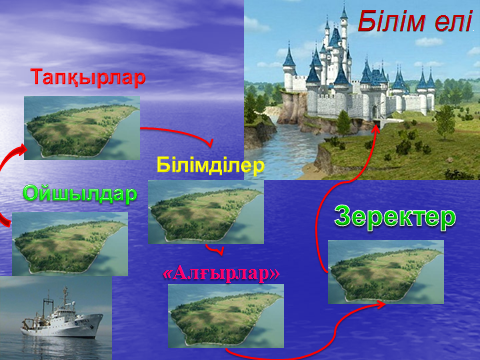 Білім елі
Тапқырлар
Білімділер
Ойшылдар
Зеректер
«Алғырлар»